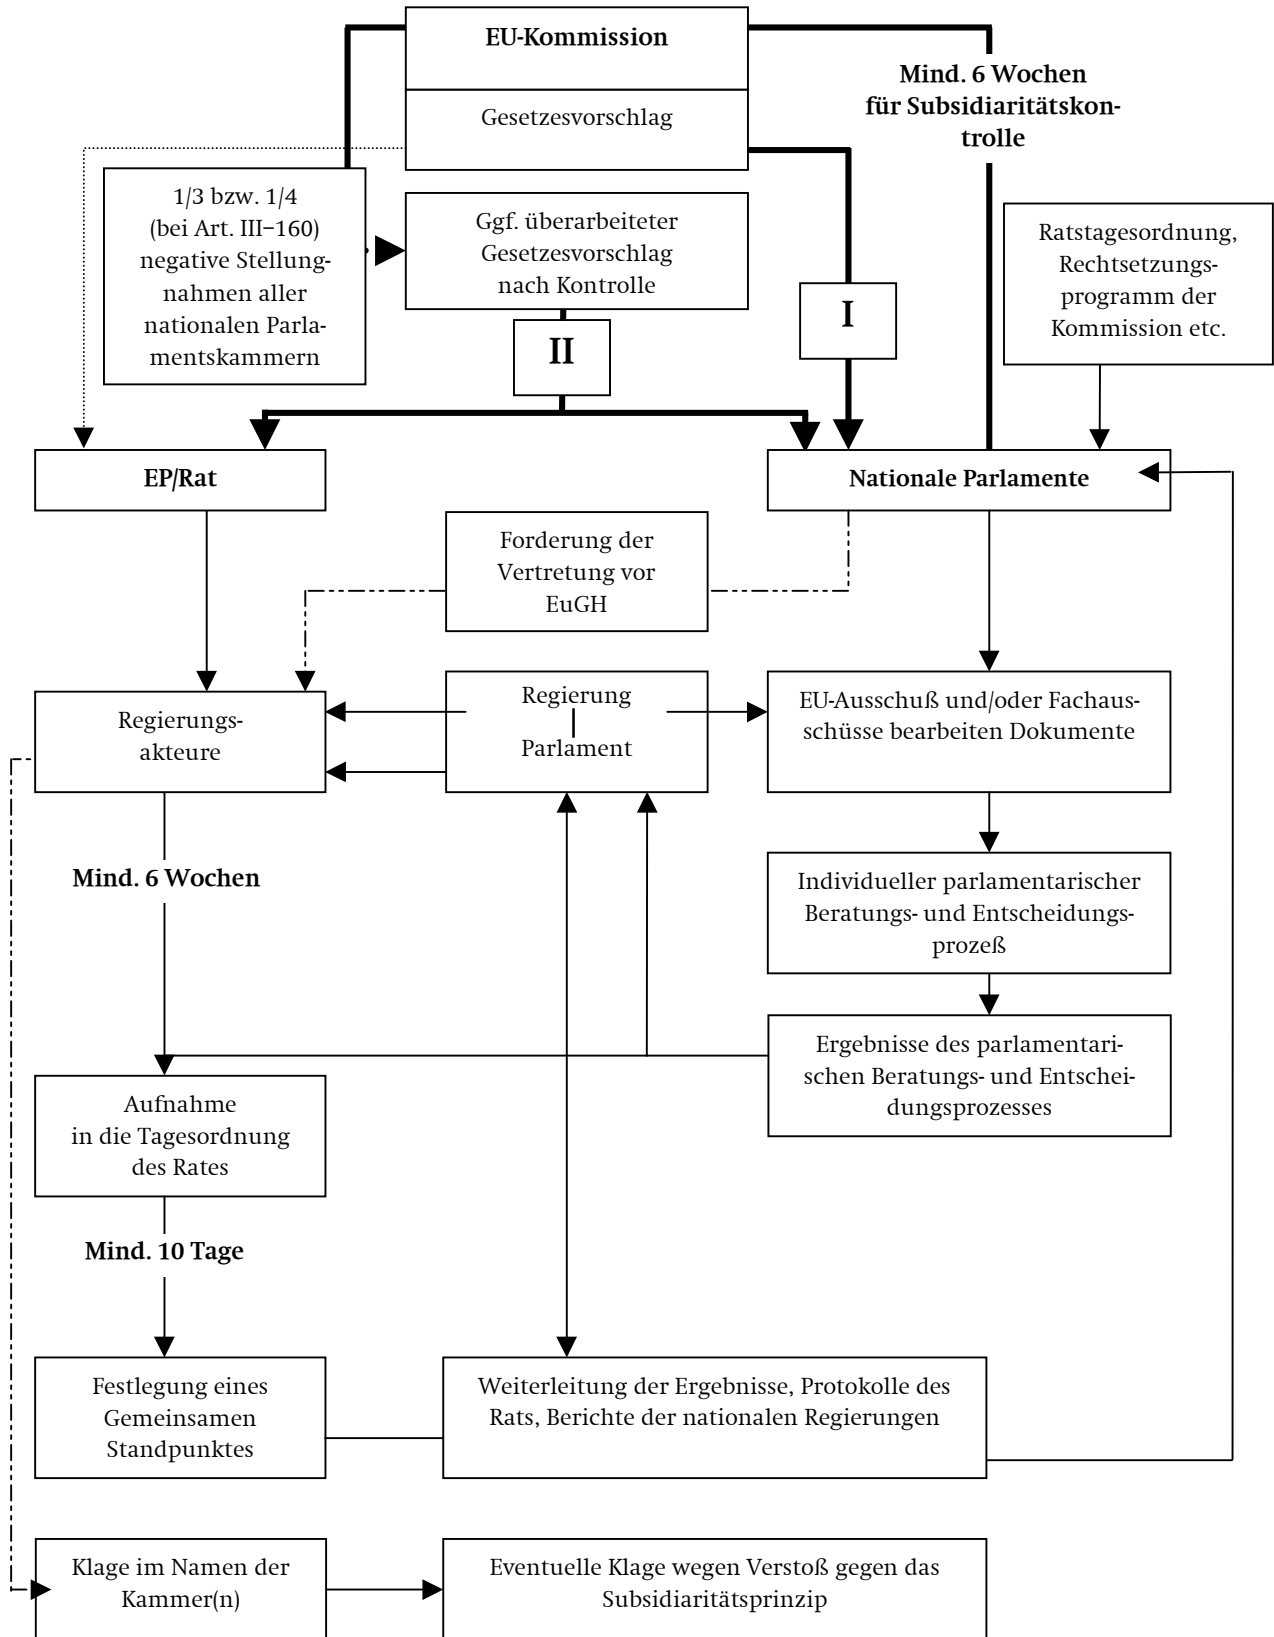 EU-Kommission
Mind. 6 Wochen
für Subsidiaritätskon-
trolle
Gesetzesvorschlag
1/3 bzw. 1/4
(bei Art. III–160)
negative Stellung-
nahmen aller
nationalen Parla-
mentskammern
Ggf. überarbeiteter
Gesetzesvorschlag
nach Kontrolle
I
Ratstagesordnung,
Rechtsetzungs-
programm der
Kommission etc.
II
EP/Rat
Nationale Parlamente
Forderung der
Vertretung vor
EuGH
Regierungs-
akteure
Regierung
Parlament
EU-Ausschuß und/oder Fachaus-
schüsse bearbeiten Dokumente
Mind. 6 Wochen
Individueller parlamentarischer
Beratungs- und Entscheidungs-
prozeß
Ergebnisse des parlamentari-
schen Beratungs- und Entschei-
dungsprozesses
Aufnahme
in die Tagesordnung
des Rates
Mind. 10 Tage
Festlegung eines
Gemeinsamen
Standpunktes
Weiterleitung der Ergebnisse, Protokolle des
Rats, Berichte der nationalen Regierungen
Klage im Namen der
Kammer(n)
Eventuelle Klage wegen Verstoß gegen das
Subsidiaritätsprinzip